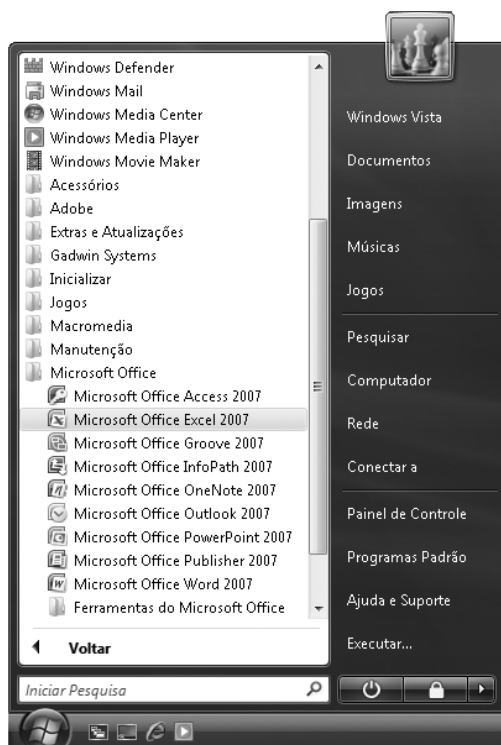 Windows Defender
Windows Mail
Windows Media Center
Windows Media Player
Windows Movie Maker
Acessórios
Adobe
Extras e Atualizações
Gadwin Systems
Inicializar
Jogos
Macromedia
Manutenção
Microsoft Office
Microsoft Office Access 2007
Microsoft Office Excel 2007
Microsoft Office Groove 2007
Microsoft Office InfoPath 2007
Microsoft Office OneNote 2007
Microsoft Office Outlook 2007
Microsoft Office PowerPoint 2007
Microsoft Office Publisher 2007
Microsoft Office Word 2007
Ferramentas do Microsoft Office
Voltar
Iniciar Pesquisa
Windows Vista
Documentos
Imagens
Músicas
Jogos
Pesquisar
Computador
Rede
Conectar a
Painel de Controle
Programas Padrão
Ajuda e Suporte
Executar...